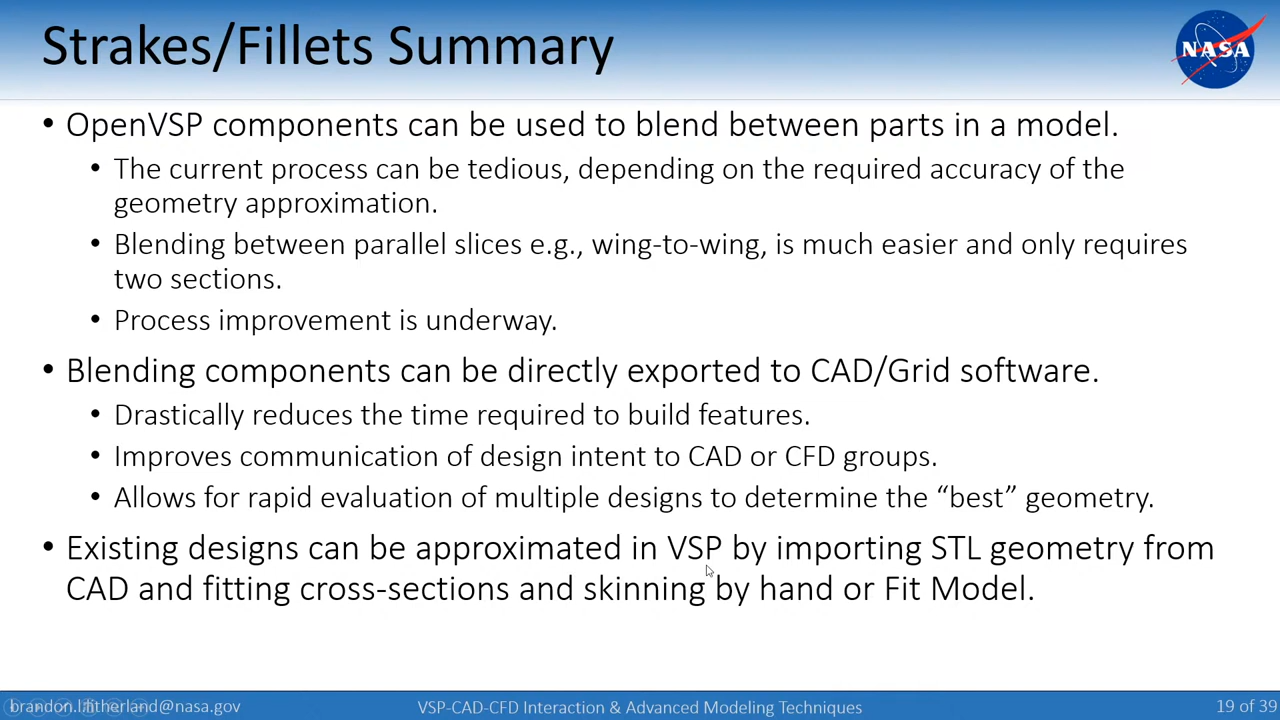 Strakes/Fillets Summary
NASA
• OpenVSP components can be used to blend between parts in a model.
• The current process can be tedious, depending on the required accuracy of the
geometry approximation.
• Blending between parallel slices e.g., wing-to-wing, is much easier and only requires
two sections.
• Process improvement is underway.
• Blending components can be directly exported to CAD/Grid software.
• Drastically reduces the time required to build features.
• Improves communication of design intent to CAD or CFD groups.
• Allows for rapid evaluation of multiple designs to determine the “best” geometry.
• Existing designs can be approximated in VSP by importing STL geometry from
CAD and fitting cross-sections and skinning by hand or Fit Model.
brandon.l.litherland@nasa.gov
VSP-CAD-CFD Interaction & Advanced Modeling Techniques
19 of 39